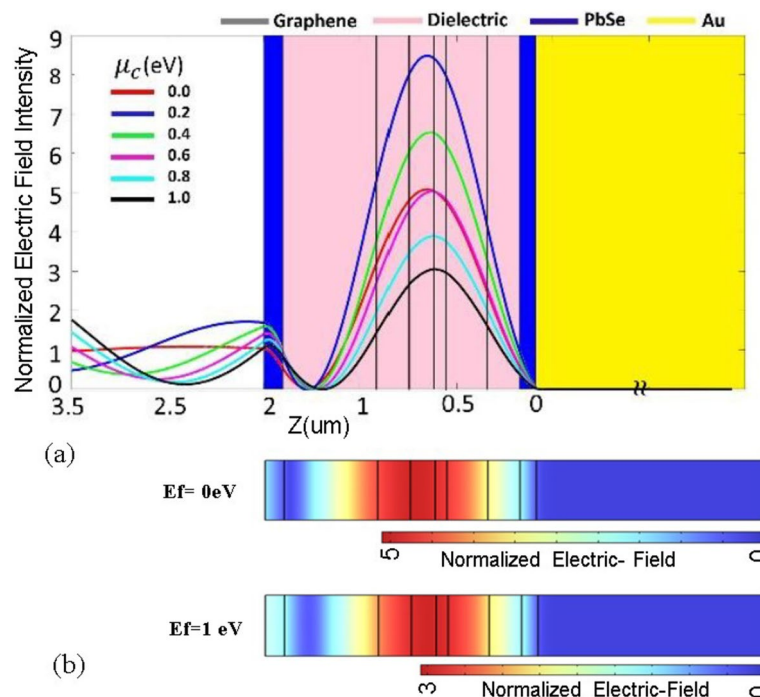 Graphene Dielectric PbSe Au
Normalized Electric Field Intensity
9
8
7
6
5
4
3
2
1
0
μc(eV)
0.0
0.2
0.4
0.6
0.8
1.0
3.5 2.5 2 1 0.5 0
Z(um)
(a)
Ef= 0eV
5 Normalized Electric- Field 0
Ef=1 eV
(b)
3 Normalized Electric-Field 0